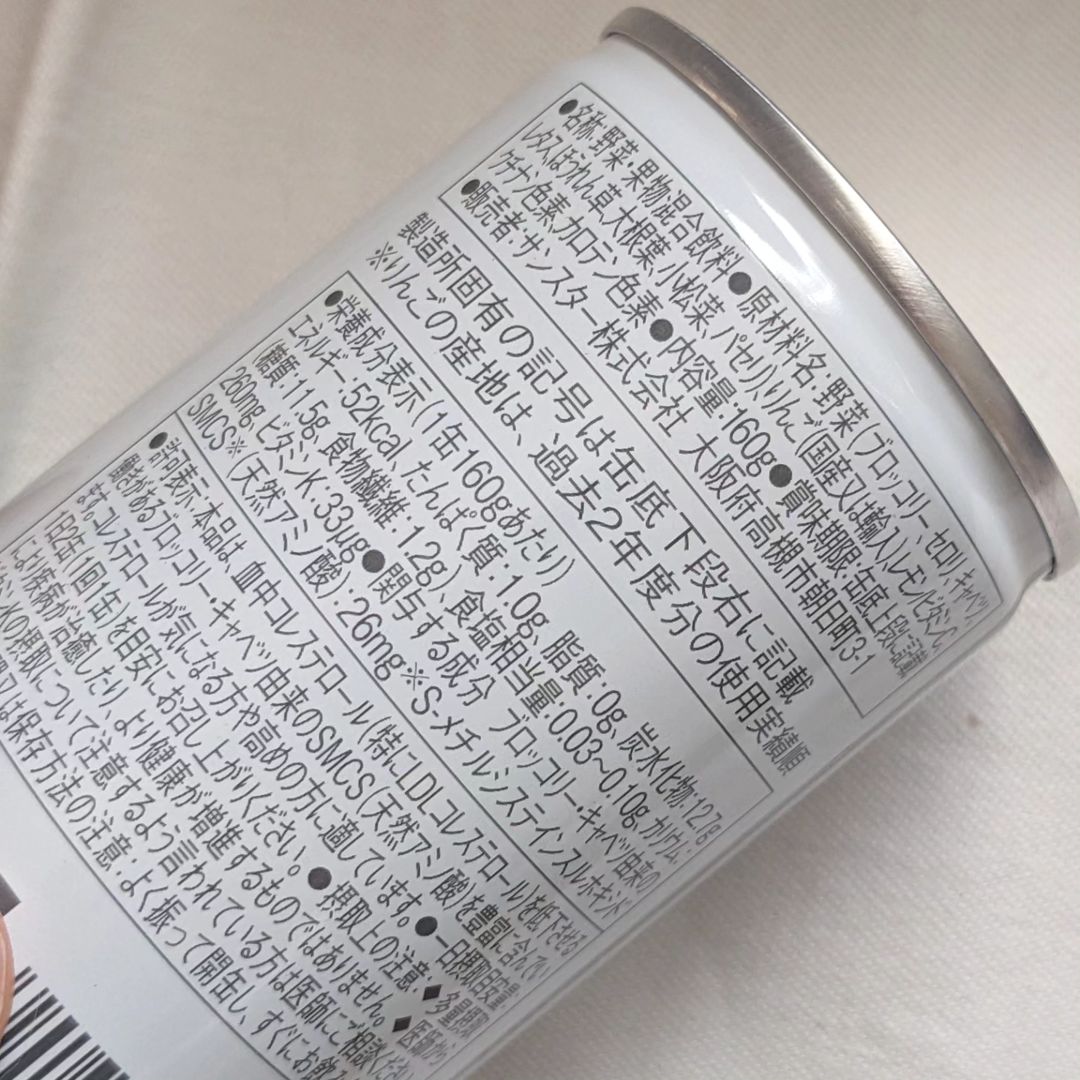 ●名称:野菜・果物混合飲料●原材料名:野菜(ブロッコリー、セロリ、キャベツ、
レタス、ほうれん草、大根葉、小松菜、パセリ)、りんご(国産又は輸入)、レモン/ビタミンC、
クチナシ色素、カロテン色素●内容量:160g●賞味期限:缶底上段に記載
●販売者:サンスター株式会社 大阪府高槻市朝日町3-1
製造所固有の記号は缶底下段右に記載
※りんごの産地は、過去2年度分の使用実績順
●栄養成分表示(1缶160gあたり)
エネルギー:52kcal、たんぱく質:1.0g、脂質:0g、炭水化物:12.7g
糖質:11.5g、食物繊維:1.2g)、食塩相当量:0.03~0.10g、カリウム:
260mg、ビタミンK:33μg●関与する成分 ブロッコリー・キャベツ由来の
SMCS※(天然アミノ酸):26mg ※S-メチルシステインスルホキシド
●許可表示:本品は、血中コレステロール(特にLDLコレステロール)を低下させる
働きがあるブロッコリー・キャベツ由来のSMCS(天然アミノ酸)を豊富に含んでい
ます。コレステロールが気になる方や高めの方に適しています。●一日摂取目安量:
1日2缶(1回1缶)を目安にお召し上がりください。●摂取上の注意:◆多量摂取
により疾病が治癒したり、より健康が増進するものではありません。◆医師から
Kの摂取について注意するよう言われている方は医師にご相談ください
保存方法の注意:よく振って開缶し、すぐにお飲み